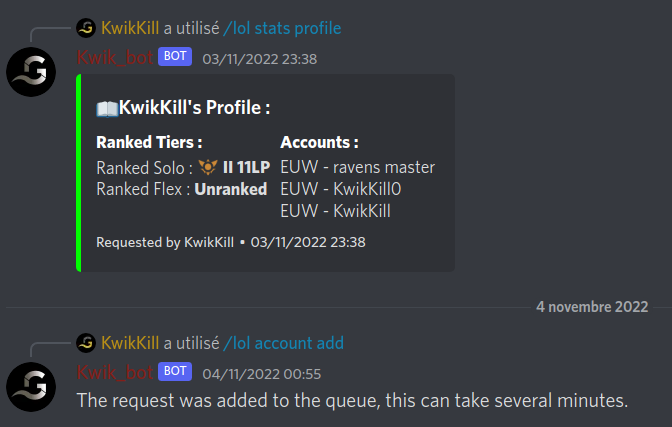 KwikKill a utilisé /lol stats profile
Kwik_bot BOT 03/11/2022 23:38
KwikKill's Profile :
Ranked Tiers : Accounts :
Ranked Solo : II 11LP EUW - ravens master
Ranked Flex : Unranked EUW - KwikKill0
EUW - KwikKill
Requested by KwikKill • 03/11/2022 23:38
4 novembre 2022
KwikKill a utilisé /lol account add
Kwik_bot BOT 04/11/2022 00:55
The request was added to the queue, this can take several minutes.